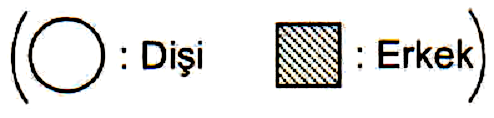 ( : Dişi : Erkek)